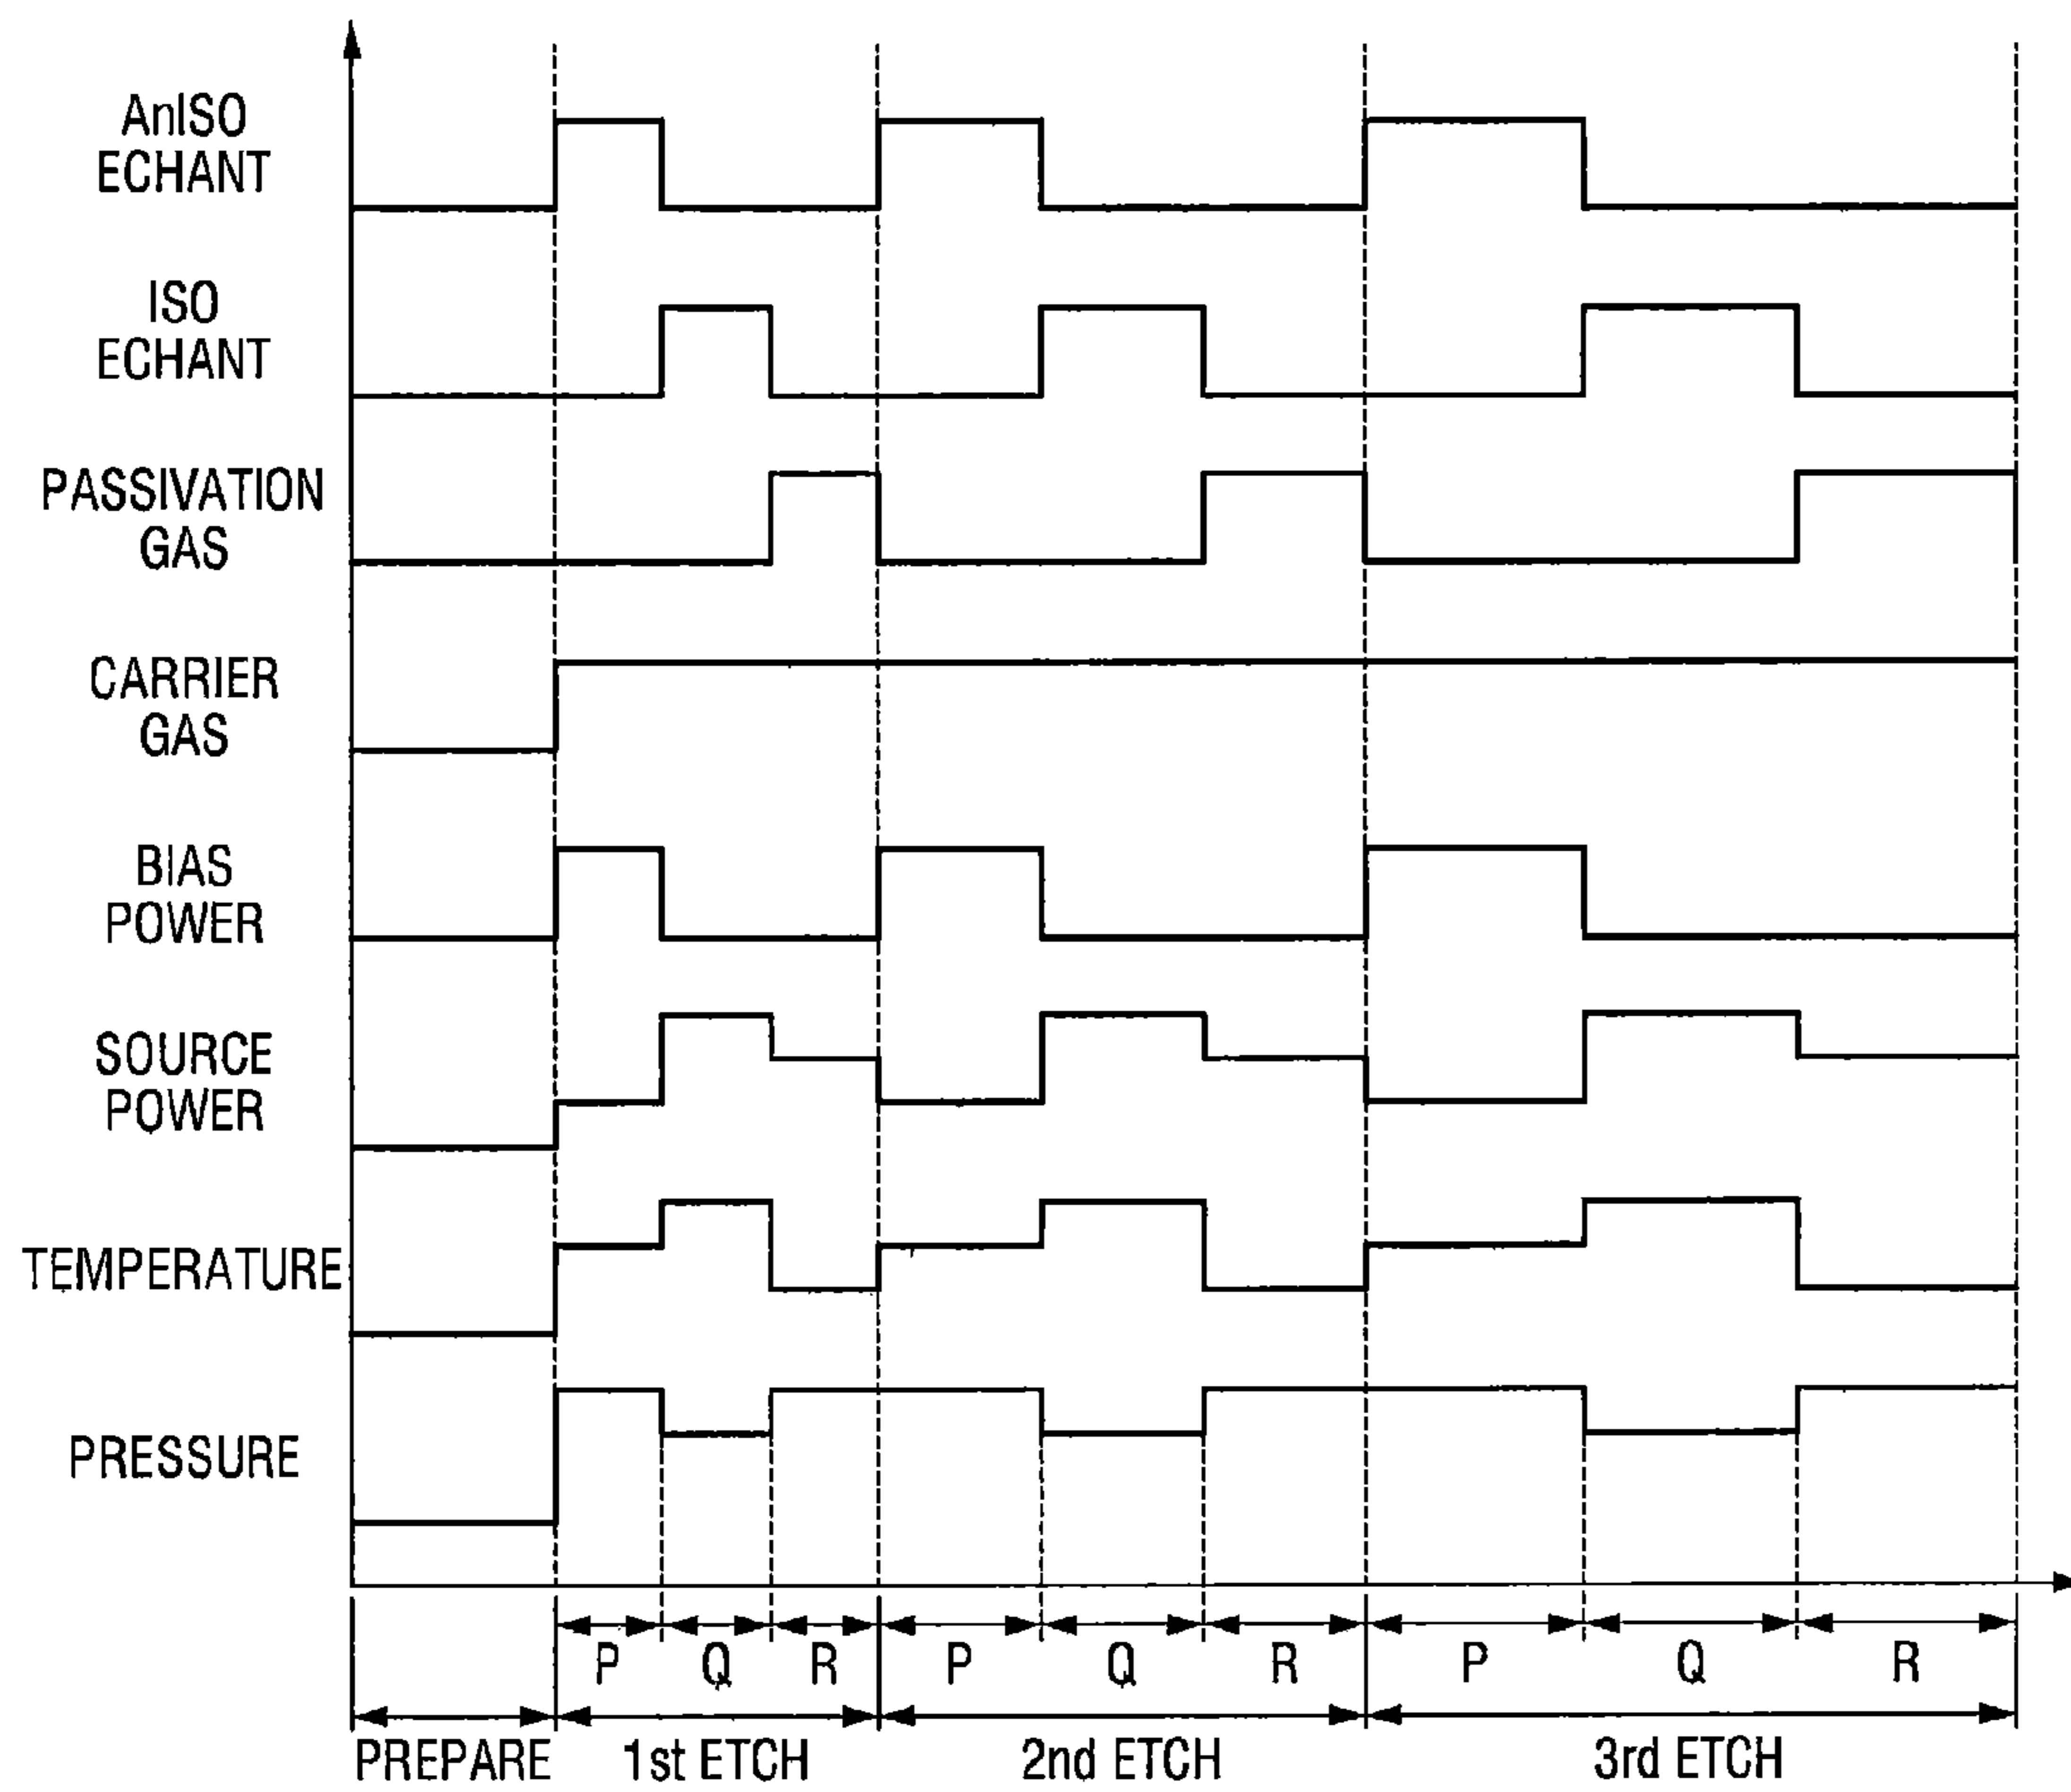 AnISO
ECHANT
ISO
ECHANT
PASSIVATION
GAS
CARRIER
GAS
BIAS
POWER
SOURCE
POWER
TEMPERATURE
PRESSURE
P Q R P Q R P Q R
PREPARE 1st ETCH 2nd ETCH 3rd ETCH